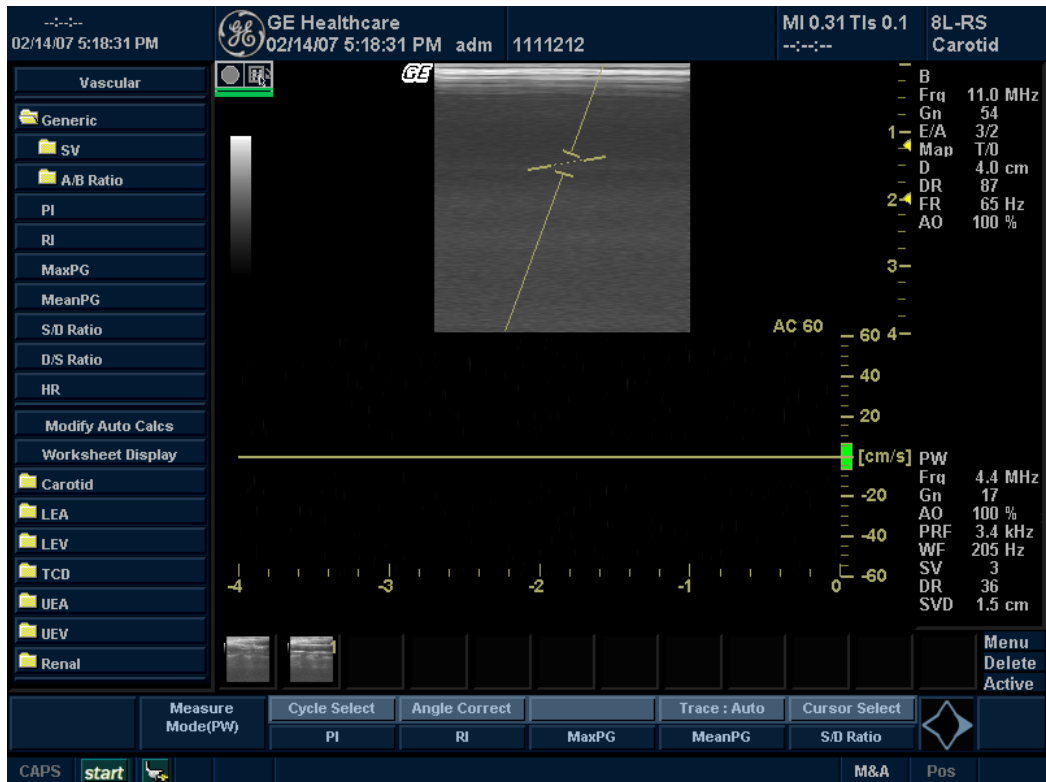 --:--:--
02/14/07 5:18:31 PM
GE Healthcare
02/14/07 5:18:31 PM adm 1111212
MI 0.31 TIs 0.1
--:--:--
8L-RS
Carotid
Vascular
Generic
SV
A/B Ratio
PI
RI
MaxPG
MeanPG
S/D Ratio
D/S Ratio
HR
Modify Auto Calcs
Worksheet Display
Carotid
LEA
LEV
TCD
UEA
UEV
Renal
GE
1
2
3
4
B
Frq 11.0 MHz
Gn 54
E/A 3/2
Map T/0
D 4.0 cm
DR 87
FR 65 Hz
AO 100 %
AC 60
60
40
20
[cm/s]
-20
-40
-60
-4 -3 -2 -1 0
PW
Frq 4.4 MHz
Gn 17
AO 100 %
PRF 3.4 kHz
WF 205 Hz
SV 3
DR 36
SVD 1.5 cm
1
Menu
Delete
Active
Measure
Mode(PW)
Cycle Select Angle Correct Trace : Auto Cursor Select
PI RI MaxPG MeanPG S/D Ratio
CAPS start M&A Pos